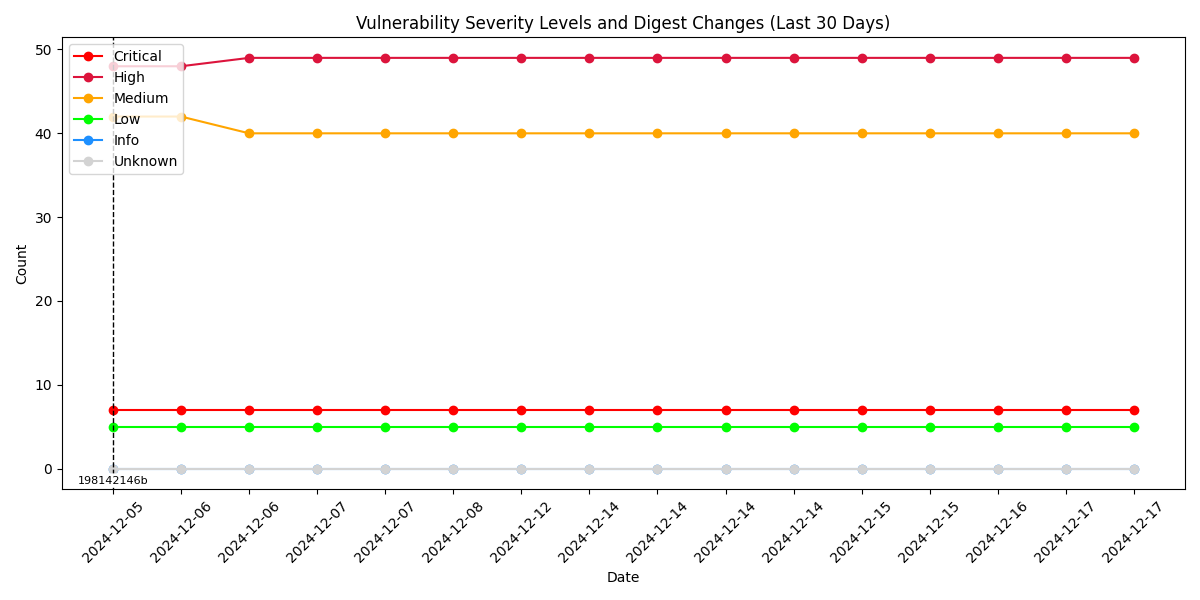 Vulnerability Severity Levels and Digest Changes (Last 30 Days)
Critical
High
Medium
Low
Info
Unknown
Count
50
40
30
20
10
0
198142146b
2024-12-05
2024-12-06
2024-12-06
2024-12-07
2024-12-07
2024-12-08
2024-12-12
2024-12-14
2024-12-14
2024-12-14
2024-12-14
2024-12-15
2024-12-15
2024-12-16
2024-12-17
2024-12-17
Date